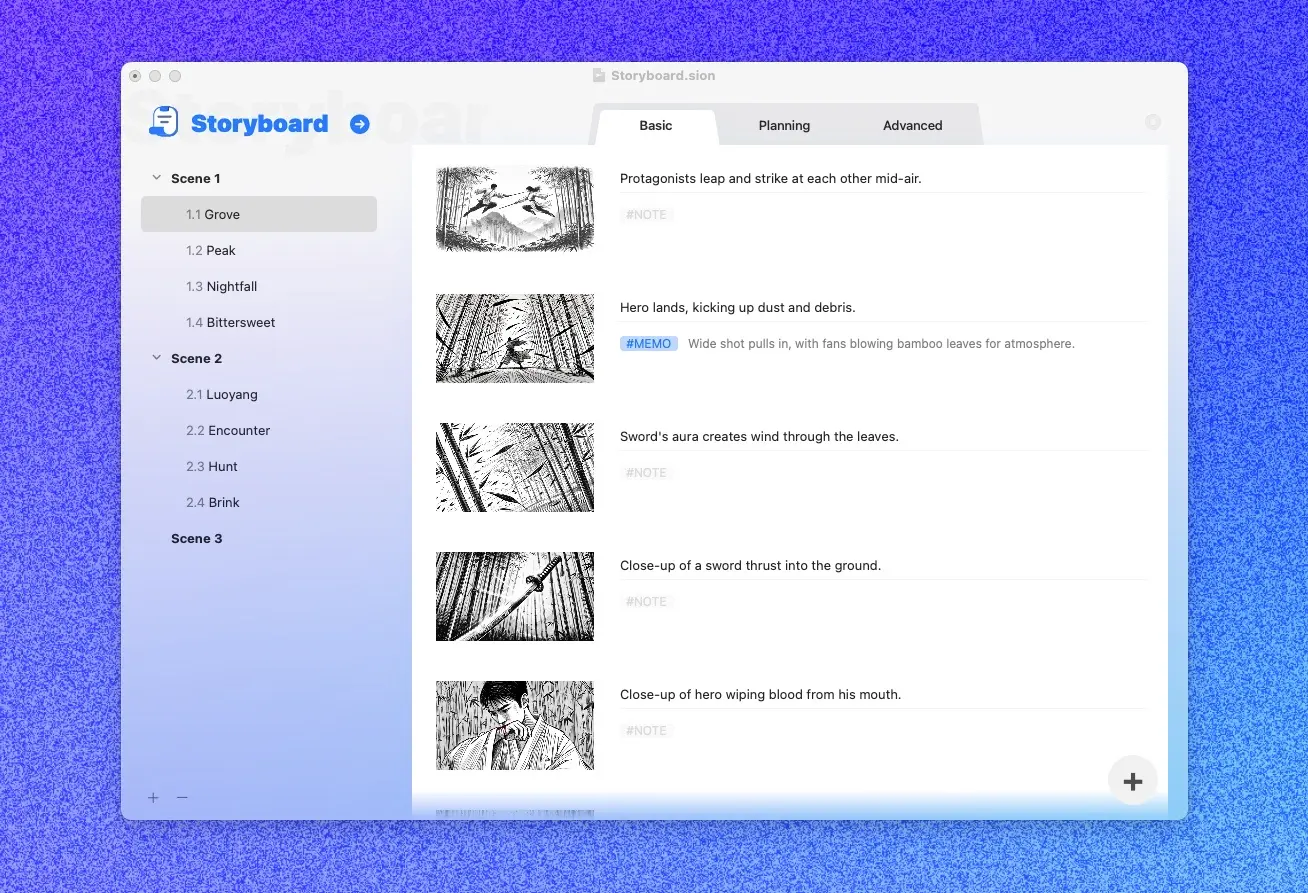 Storyboard.sion
Storyboard
Basic
Planning
Advanced
Scene 1
1.1 Grove
1.2 Peak
1.3 Nightfall
1.4 Bittersweet
Scene 2
2.1 Luoyang
2.2 Encounter
2.3 Hunt
2.4 Brink
Scene 3
Protagonists leap and strike at each other mid-air.
#NOTE
Hero lands, kicking up dust and debris.
#MEMO Wide shot pulls in, with fans blowing bamboo leaves for atmosphere.
Sword's aura creates wind through the leaves.
#NOTE
Close-up of a sword thrust into the ground.
#NOTE
Close-up of hero wiping blood from his mouth.
#NOTE